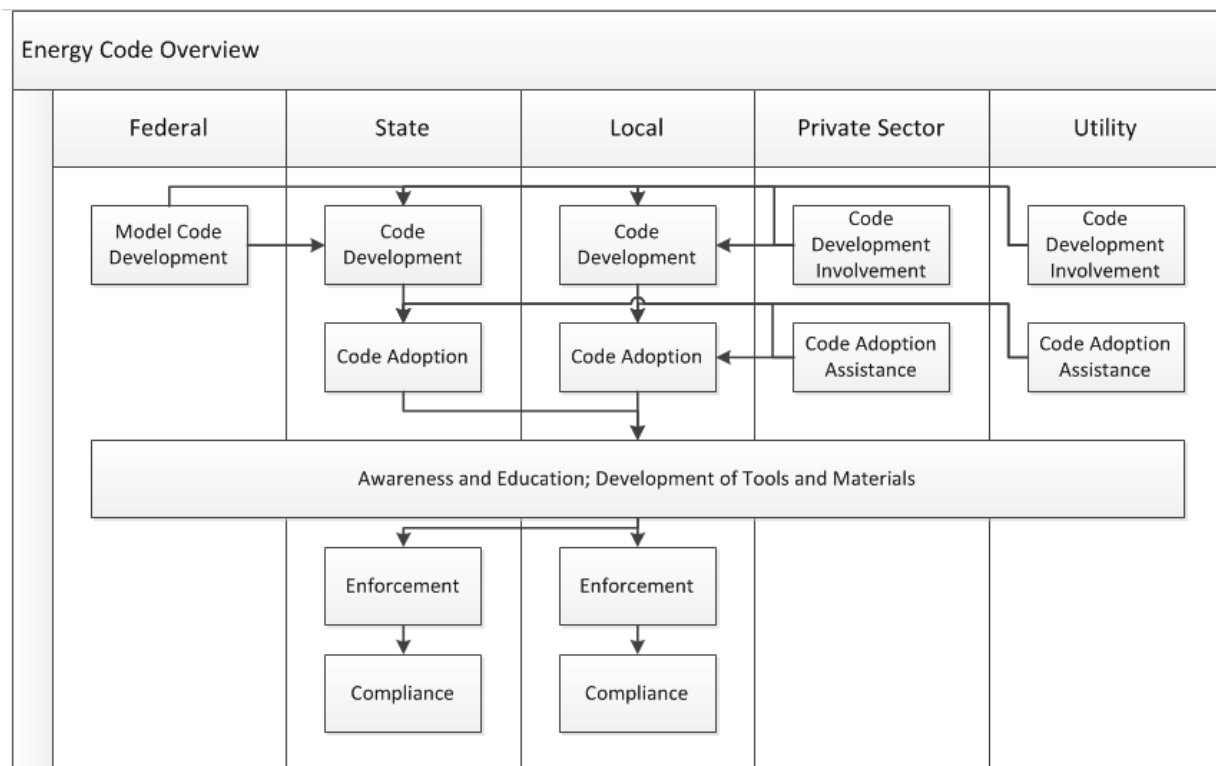 Energy Code Overview
Federal
State
Local
Private Sector
Utility
Model Code
Development
Code
Development
Code
Development
Code
Development
Involvement
Code
Development
Involvement
Code Adoption
Code Adoption
Code Adoption
Assistance
Code Adoption
Assistance
Awareness and Education; Development of Tools and Materials
Enforcement
Enforcement
Compliance
Compliance